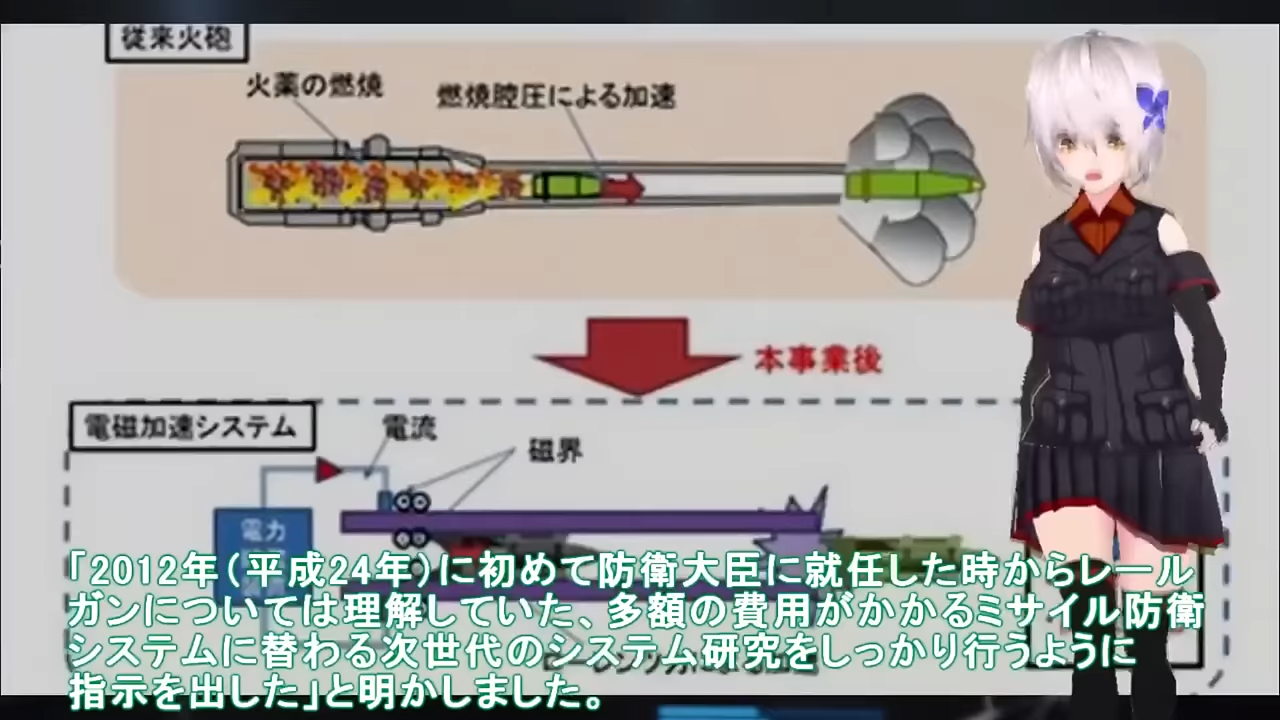 従来火砲
火薬の燃焼
燃焼膣圧による加速
本事業後
電磁加速システム
電流
磁界
電力
「2012年(平成24年)に初めて防衛大臣に就任した時からレール
ガンについては理解していた、多額の費用がかかるミサイル防衛
システムに替わる次世代のシステム研究をしっかり行うように
指示を出した」と明かしました。